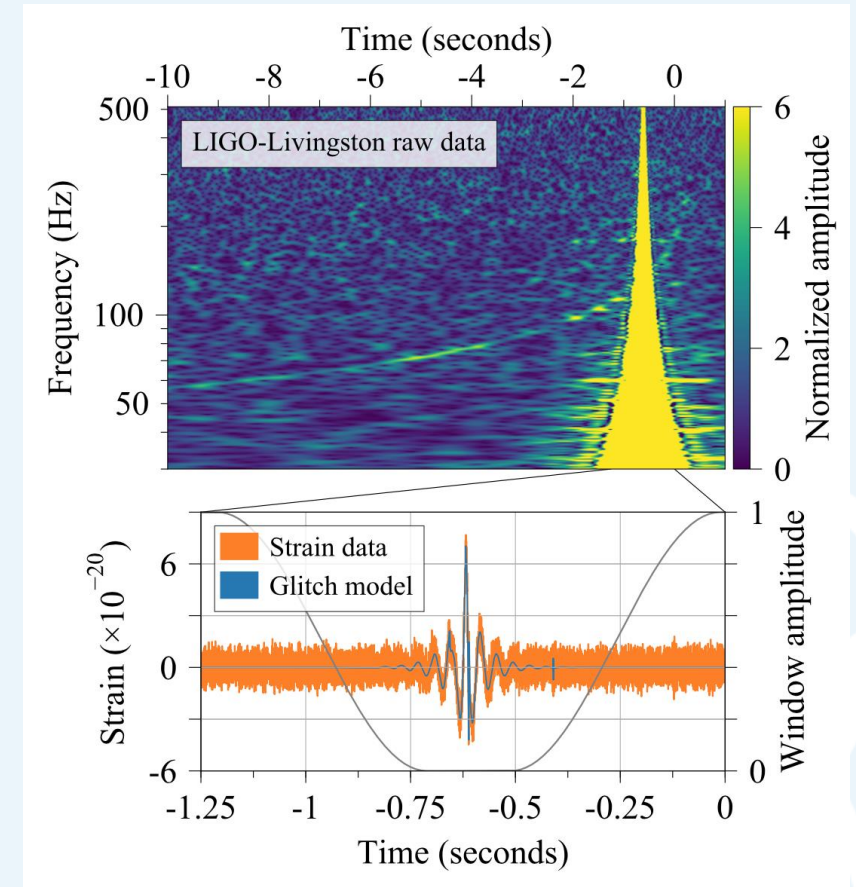 Time (seconds)
-10 -8 -6 -4 -2 0
500
100
50
Frequency (Hz)
LIGO-Livingston raw data
6
4
2
0
Normalized amplitude
Strain data
Glitch model
6
0
-6
Strain (×10⁻²⁰)
1
0
Window amplitude
-1.25 -1 -0.75 -0.5 -0.25 0
Time (seconds)